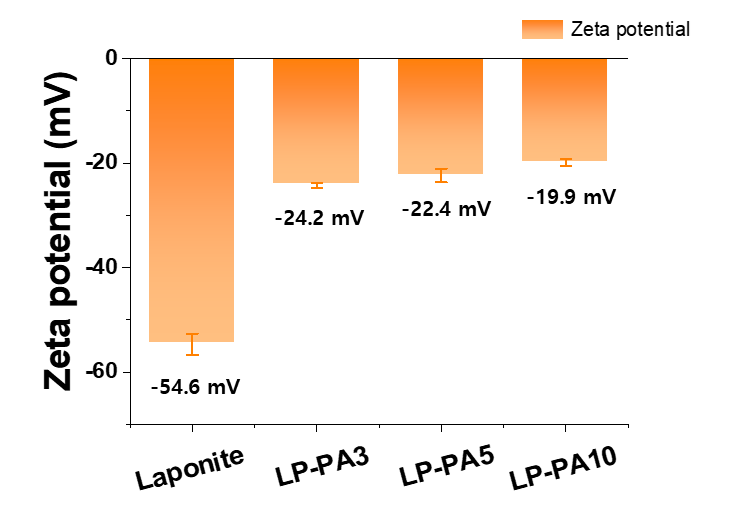 Zeta potential
Zeta potential (mV)
0
-20
-40
-60
-54.6 mV
-24.2 mV
-22.4 mV
-19.9 mV
Laponite
LP-PA3
LP-PA5
LP-PA10